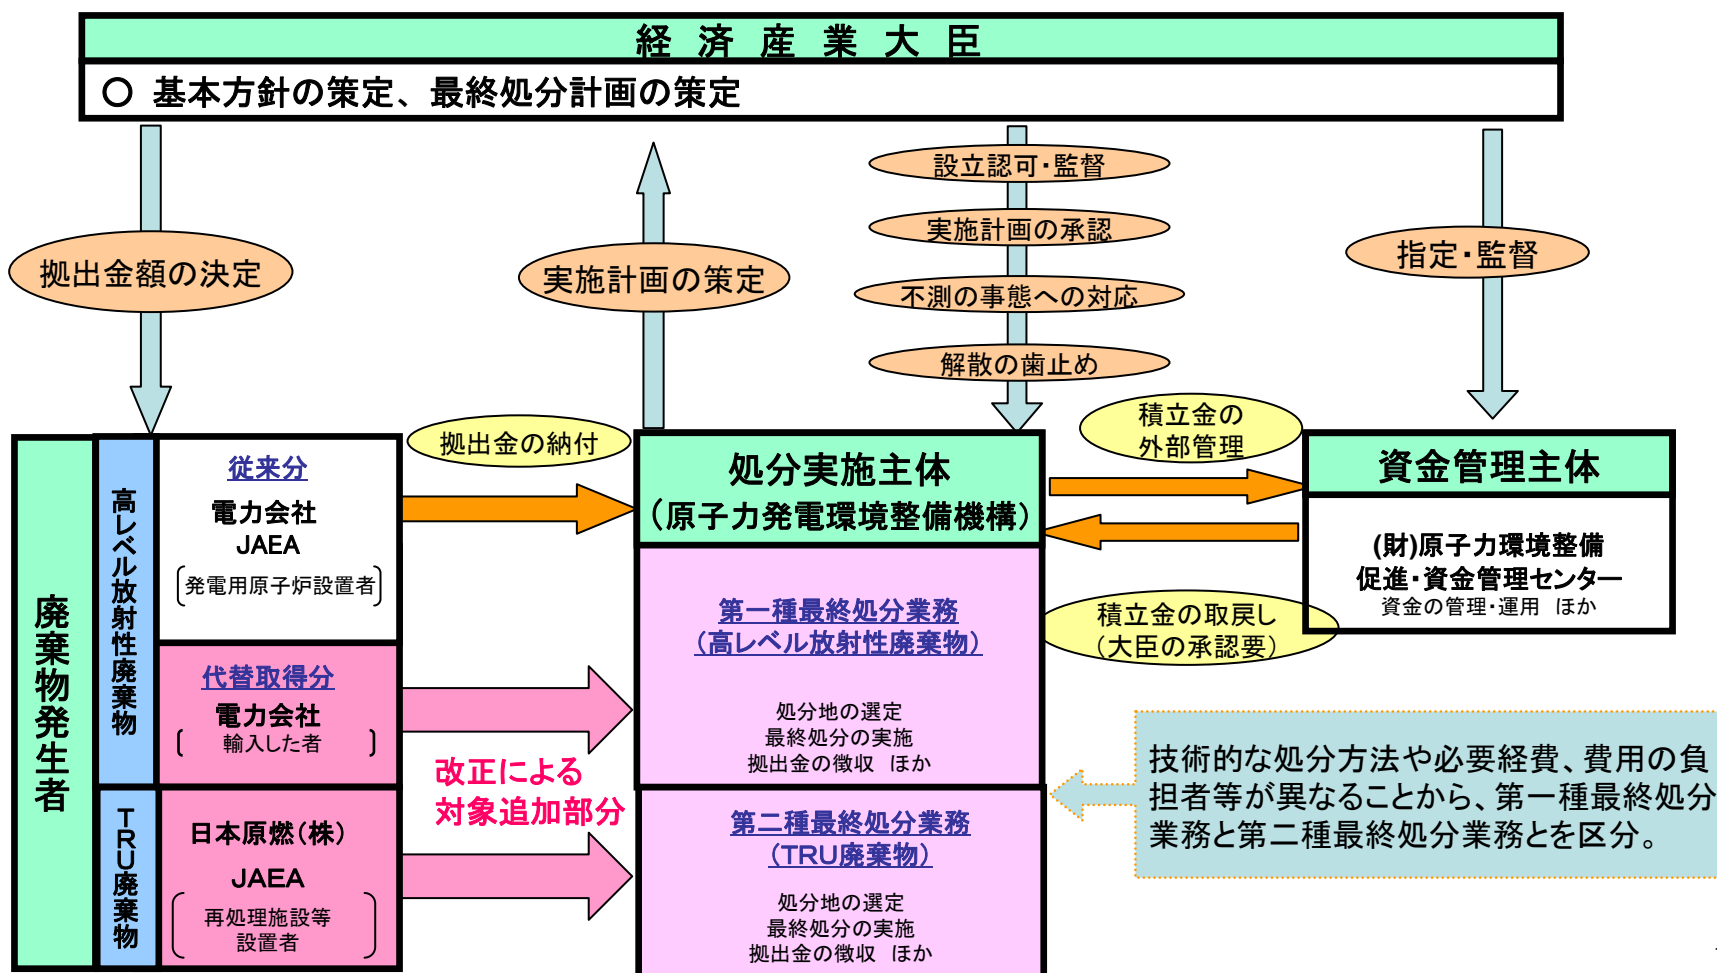 経済産業大臣
○ 基本方針の策定、最終処分計画の策定
拠出金額の決定
実施計画の策定
設立認可・監督
実施計画の承認
不測の事態への対応
解散の歯止め
指定・監督
廃棄物発生者
高レベル放射性廃棄物
従来分
電力会社
JAEA
発電用原子炉設置者
代替取得分
電力会社
輸入した者
TRU廃棄物
日本原燃(株)
JAEA
再処理施設等
設置者
拠出金の納付
改正による
対象追加部分
処分実施主体
(原子力発電環境整備機構)
第一種最終処分業務
(高レベル放射性廃棄物)
処分地の選定
最終処分の実施
拠出金の徴収 ほか
第二種最終処分業務
(TRU廃棄物)
処分地の選定
最終処分の実施
拠出金の徴収 ほか
積立金の
外部管理
積立金の取戻し
(大臣の承認要)
資金管理主体
(財)原子力環境整備
促進・資金管理センター
資金の管理・運用 ほか
技術的な処分方法や必要経費、費用の負
担者等が異なることから、第一種最終処分
業務と第二種最終処分業務とを区分。